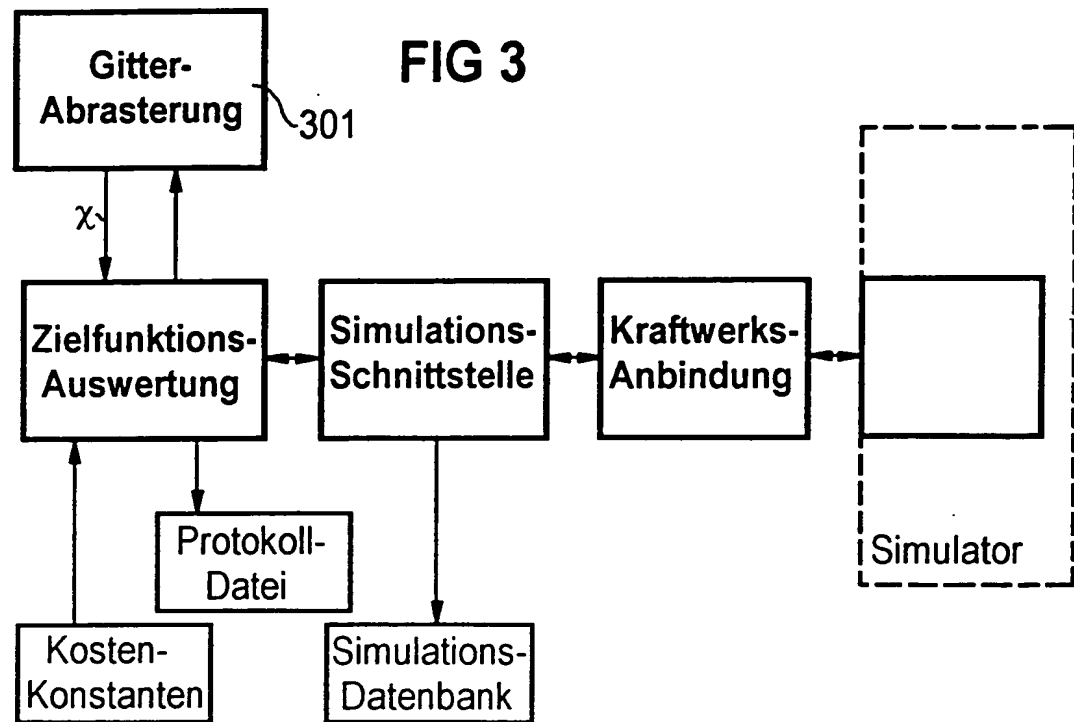 FIG 3
Gitter-
Abrasterung
301
χ
Zielfunktions-
Auswertung
Simulations-
Schnittstelle
Kraftwerks-
Anbindung
Simulator
Protokoll-
Datei
Kosten-
Konstanten
Simulations-
Datenbank